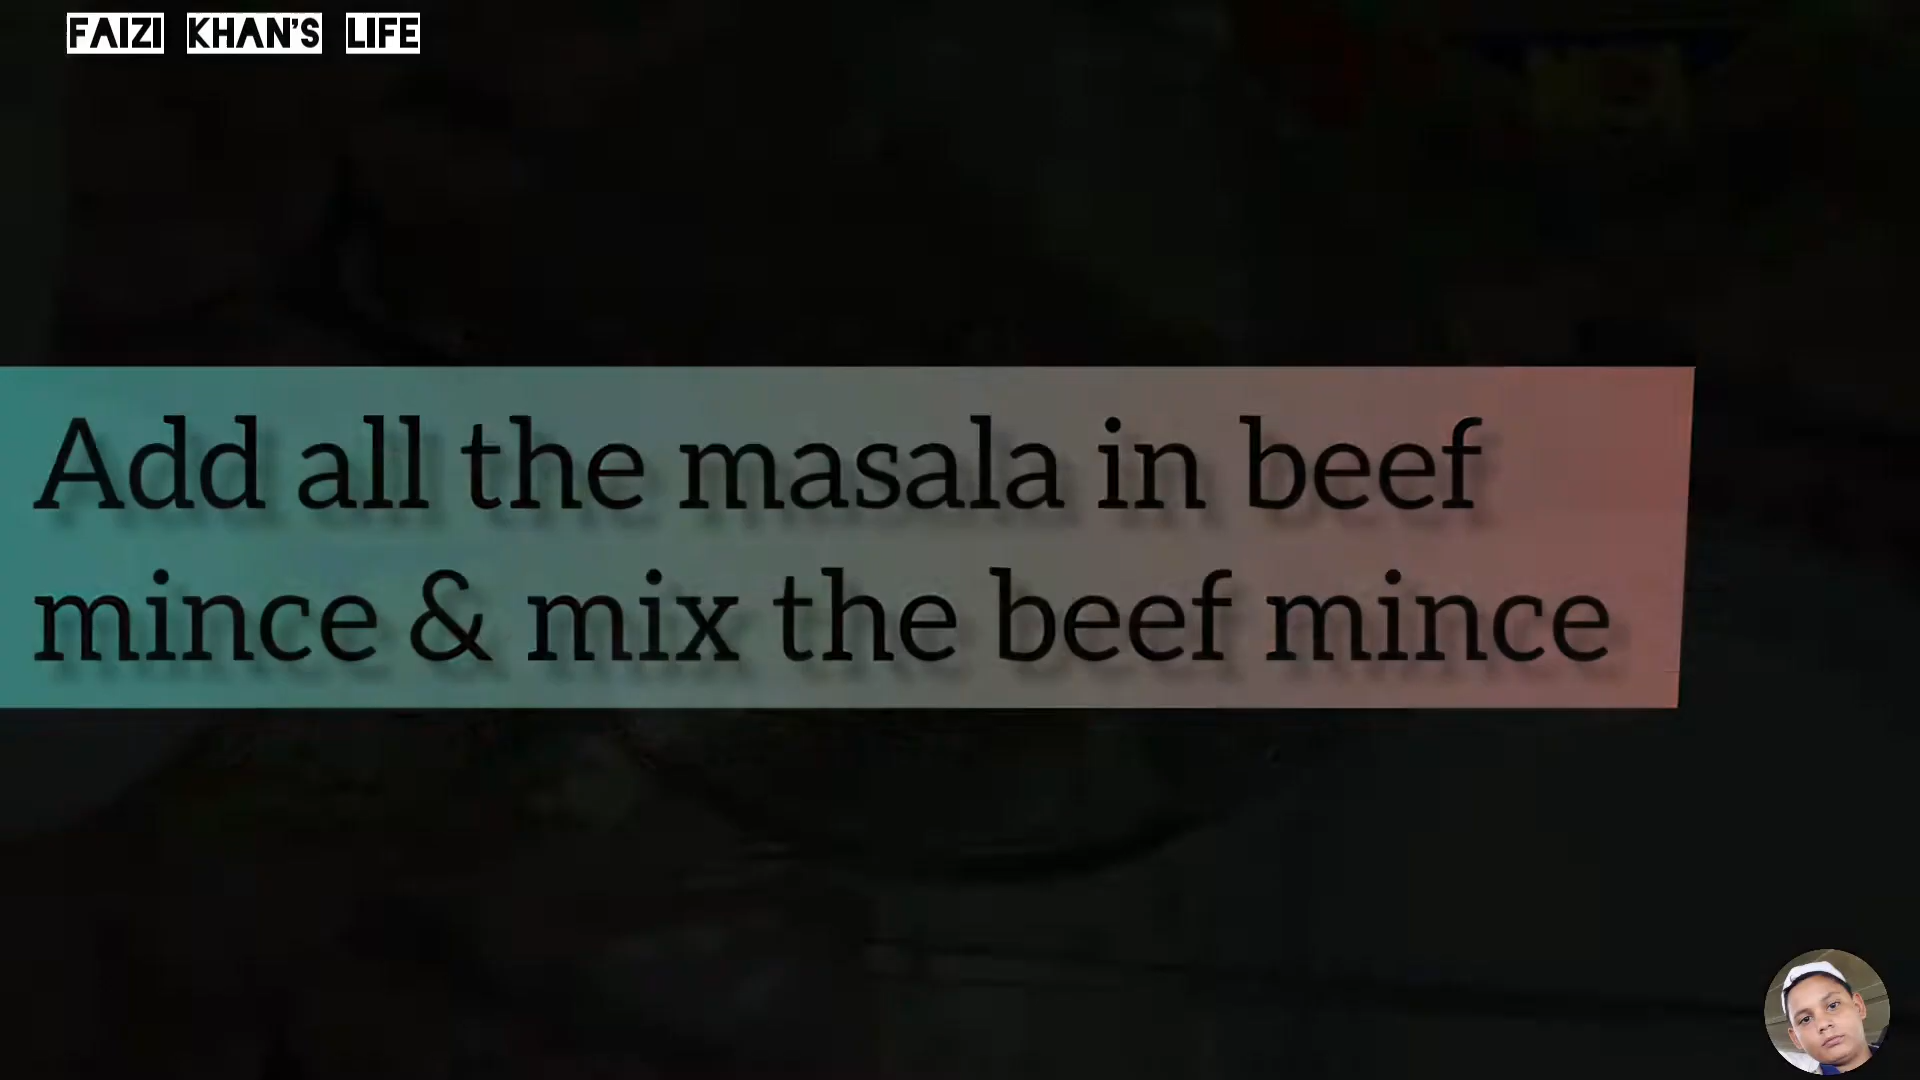 FAIZI KHAN'S LIFE
Add all the masala in beef
mince & mix the beef mince